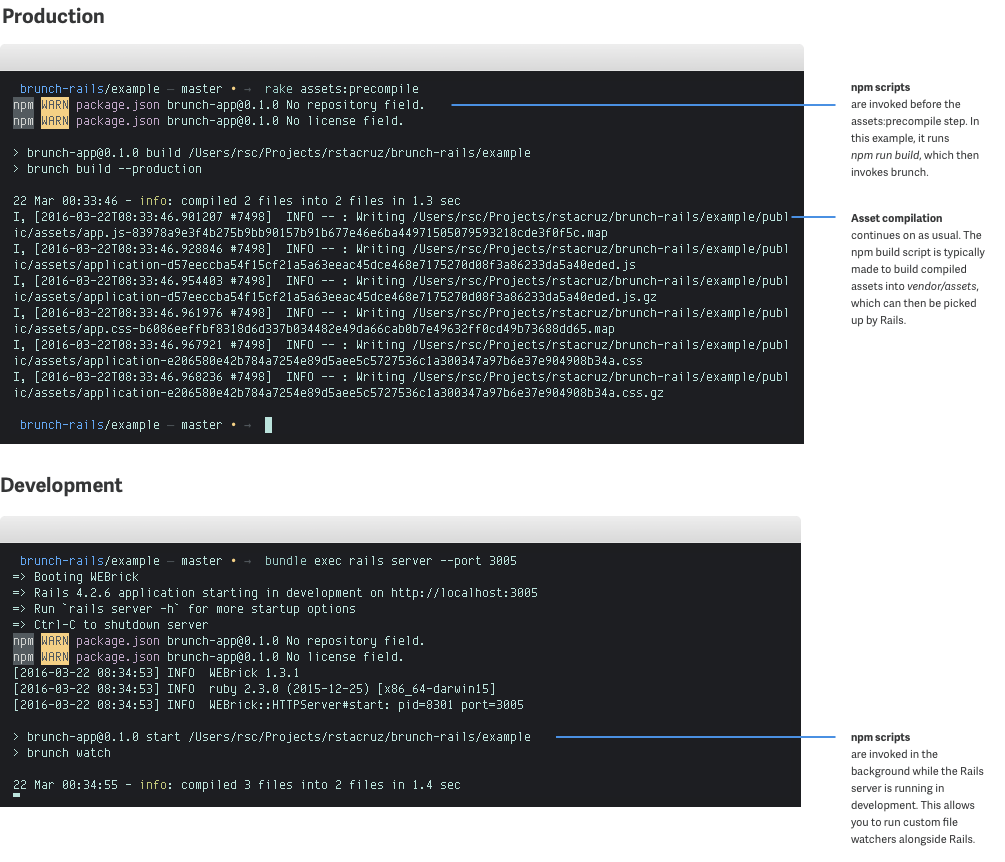 Production
brunch-rails/example — master • → rake assets:precompile
npm WARN package.json brunch-app@0.1.0 No repository field.
npm WARN package.json brunch-app@0.1.0 No license field.
> brunch-app@0.1.0 build /Users/rsc/Projects/rstacruz/brunch-rails/example
> brunch build --production
22 Mar 00:33:46 - info: compiled 2 files into 2 files in 1.3 sec
I, [2016-03-22T08:33:46.901207 #7498]  INFO -- : Writing /Users/rsc/Projects/rstacruz/brunch-rails/example/publ
ic/assets/app.js-83978a9e3f4b275b9bb90157b91b677e46e6ba44971505079593218cde3f0f5c.map
I, [2016-03-22T08:33:46.928846 #7498]  INFO -- : Writing /Users/rsc/Projects/rstacruz/brunch-rails/example/publ
ic/assets/application-d57eeccba54f15cf21a5a63eeac45dce468e7175270d08f3a86233da5a40eded.js
I, [2016-03-22T08:33:46.954403 #7498]  INFO -- : Writing /Users/rsc/Projects/rstacruz/brunch-rails/example/publ
ic/assets/application-d57eeccba54f15cf21a5a63eeac45dce468e7175270d08f3a86233da5a40eded.js.gz
I, [2016-03-22T08:33:46.961976 #7498]  INFO -- : Writing /Users/rsc/Projects/rstacruz/brunch-rails/example/publ
ic/assets/app.css-b6086eeffbf8318d6d337b034482e49da66cab0b7e49632ff0cd49b73688dd65.map
I, [2016-03-22T08:33:46.967921 #7498]  INFO -- : Writing /Users/rsc/Projects/rstacruz/brunch-rails/example/publ
ic/assets/application-e206580e42b784a7254e89d5aee5c5727536c1a300347a97b6e37e904908b34a.css
I, [2016-03-22T08:33:46.968236 #7498]  INFO -- : Writing /Users/rsc/Projects/rstacruz/brunch-rails/example/publ
ic/assets/application-e206580e42b784a7254e89d5aee5c5727536c1a300347a97b6e37e904908b34a.css.gz
brunch-rails/example — master • →
npm scripts
are invoked before the
assets:precompile step. In
this example, it runs
npm run build, which then
invokes brunch.
Asset compilation
continues on as usual. The
npm build script is typically
made to build compiled
assets into vendor/assets,
which can then be picked
up by Rails.
Development
brunch-rails/example — master • → bundle exec rails server --port 3005
=> Booting WEBrick
=> Rails 4.2.6 application starting in development on http://localhost:3005
=> Run `rails server -h` for more startup options
=> Ctrl-C to shutdown server
npm WARN package.json brunch-app@0.1.0 No repository field.
npm WARN package.json brunch-app@0.1.0 No license field.
[2016-03-22 08:34:53] INFO  WEBrick 1.3.1
[2016-03-22 08:34:53] INFO  ruby 2.3.0 (2015-12-25) [x86_64-darwin15]
[2016-03-22 08:34:53] INFO  WEBrick::HTTPServer#start: pid=8301 port=3005
> brunch-app@0.1.0 start /Users/rsc/Projects/rstacruz/brunch-rails/example
> brunch watch
22 Mar 00:34:55 - info: compiled 3 files into 2 files in 1.4 sec
npm scripts
are invoked in the
background while the Rails
server is running in
development. This allows
you to run custom file
watchers alongside Rails.